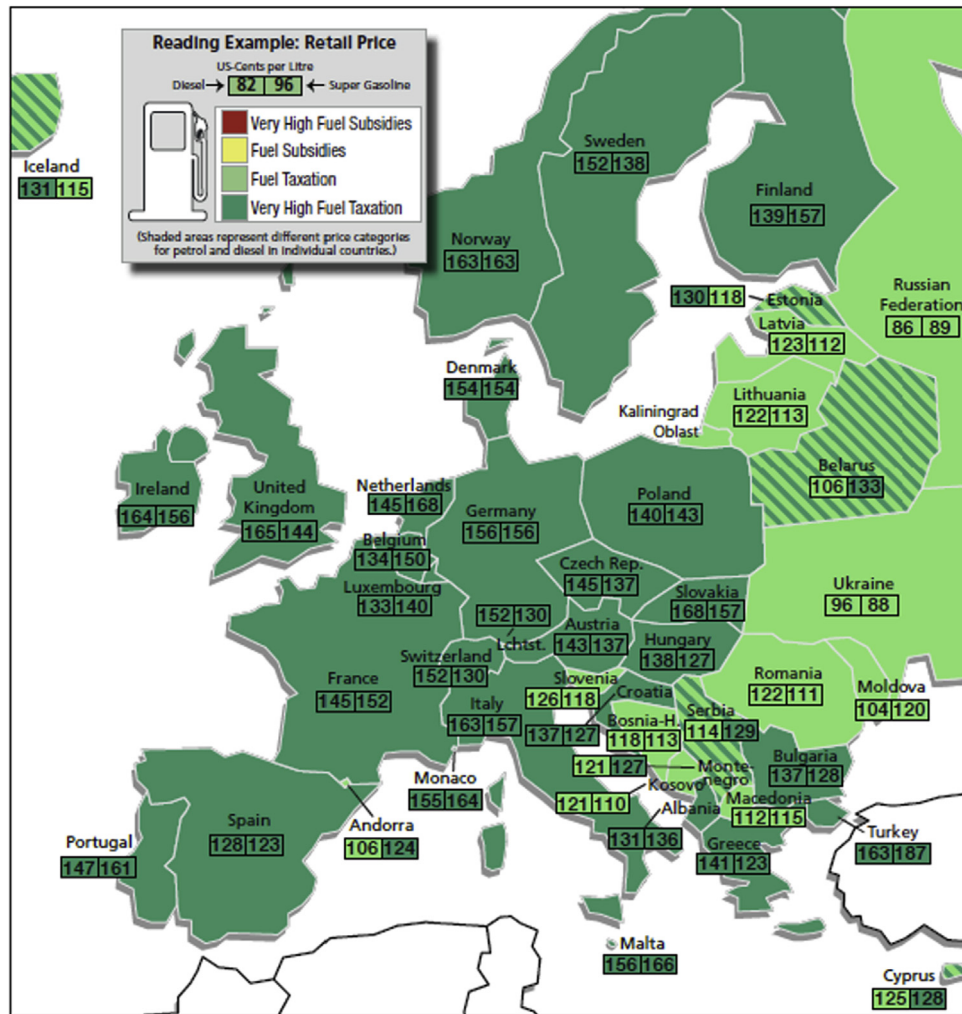 Reading Example: Retail Price
US-Cents per Litre
Diesel → 82 96 ← Super Gasoline
Very High Fuel Subsidies
Fuel Subsidies
Fuel Taxation
Very High Fuel Taxation
(Shaded areas represent different price categories
for petrol and diesel in individual countries.)
Iceland
131 115
Sweden
152 138
Finland
139 157
Norway
163 163
130 118 Estonia
Russian
Federation
86 89
Latvia
123 112
Denmark
154 154
Lithuania
122 113
Kaliningrad
Oblast
Belarus
106 133
Ireland
164 156
United
Kingdom
165 144
Netherlands
145 168
Germany
156 156
Poland
140 143
Belgium
134 150
Czech Rep.
145 137
Luxembourg
133 140
Slovakia
168 157
Ukraine
96 88
152 130
Lchtst.
Austria
143 137
Hungary
138 127
Switzerland
152 130
France
145 152
Slovenia
126 118
Croatia
137 127
Romania
122 111
Moldova
104 120
Italy
163 157
Bosnia-H.
118 113
Serbia
114 129
121 127
Monte-
negro
Bulgaria
137 128
Monaco
155 164
Kosovo
121 110
Albania
131 136
Macedonia
112 115
Andorra
106 124
Spain
128 123
Portugal
147 161
Greece
141 123
Turkey
163 187
Malta
156 166
Cyprus
125 128